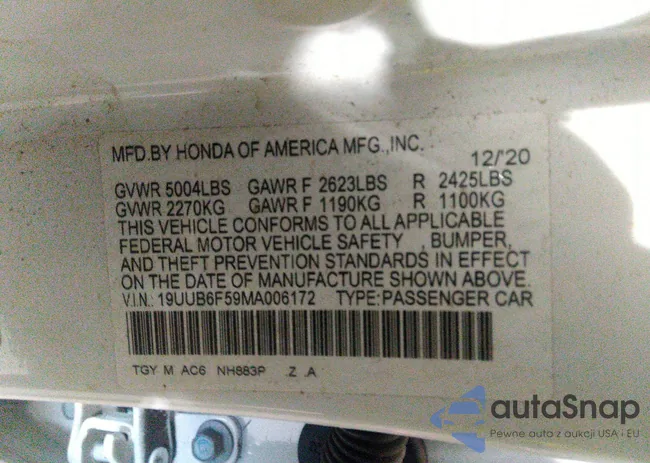 MFD.BY HONDA OF AMERICA MFG.,INC. 12/'20
GVWR 5004LBS GAWR F 2623LBS R 2425LBS
GVWR 2270KG GAWR F 1190KG R 1100KG
THIS VEHICLE CONFORMS TO ALL APPLICABLE
FEDERAL MOTOR VEHICLE SAFETY , BUMPER,
AND THEFT PREVENTION STANDARDS IN EFFECT
ON THE DATE OF MANUFACTURE SHOWN ABOVE.
V.I.N.: 19UUB6F59MA006172 TYPE:PASSENGER CAR
TGY M AC6 NH883P .Z .A
autaSnap
Pewne auto z aukcji USA i EU